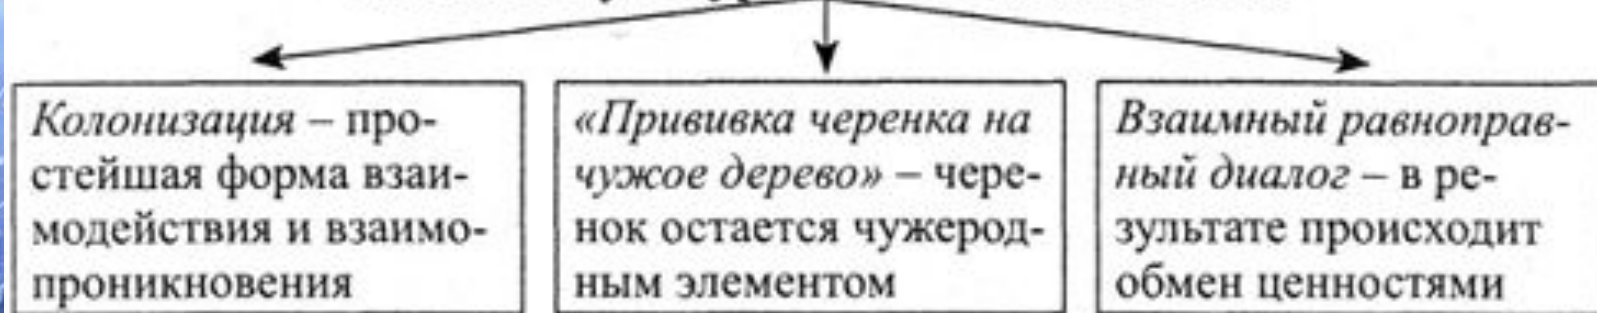 Колонизация – про-
стейшая форма взаи-
модействия и взаимо-
проникновения
«Прививка черенка на
чужое дерево» – чере-
нок остается чужерод-
ным элементом
Взаимный равноправ-
ный диалог – в ре-
зультате происходит
обмен ценностями